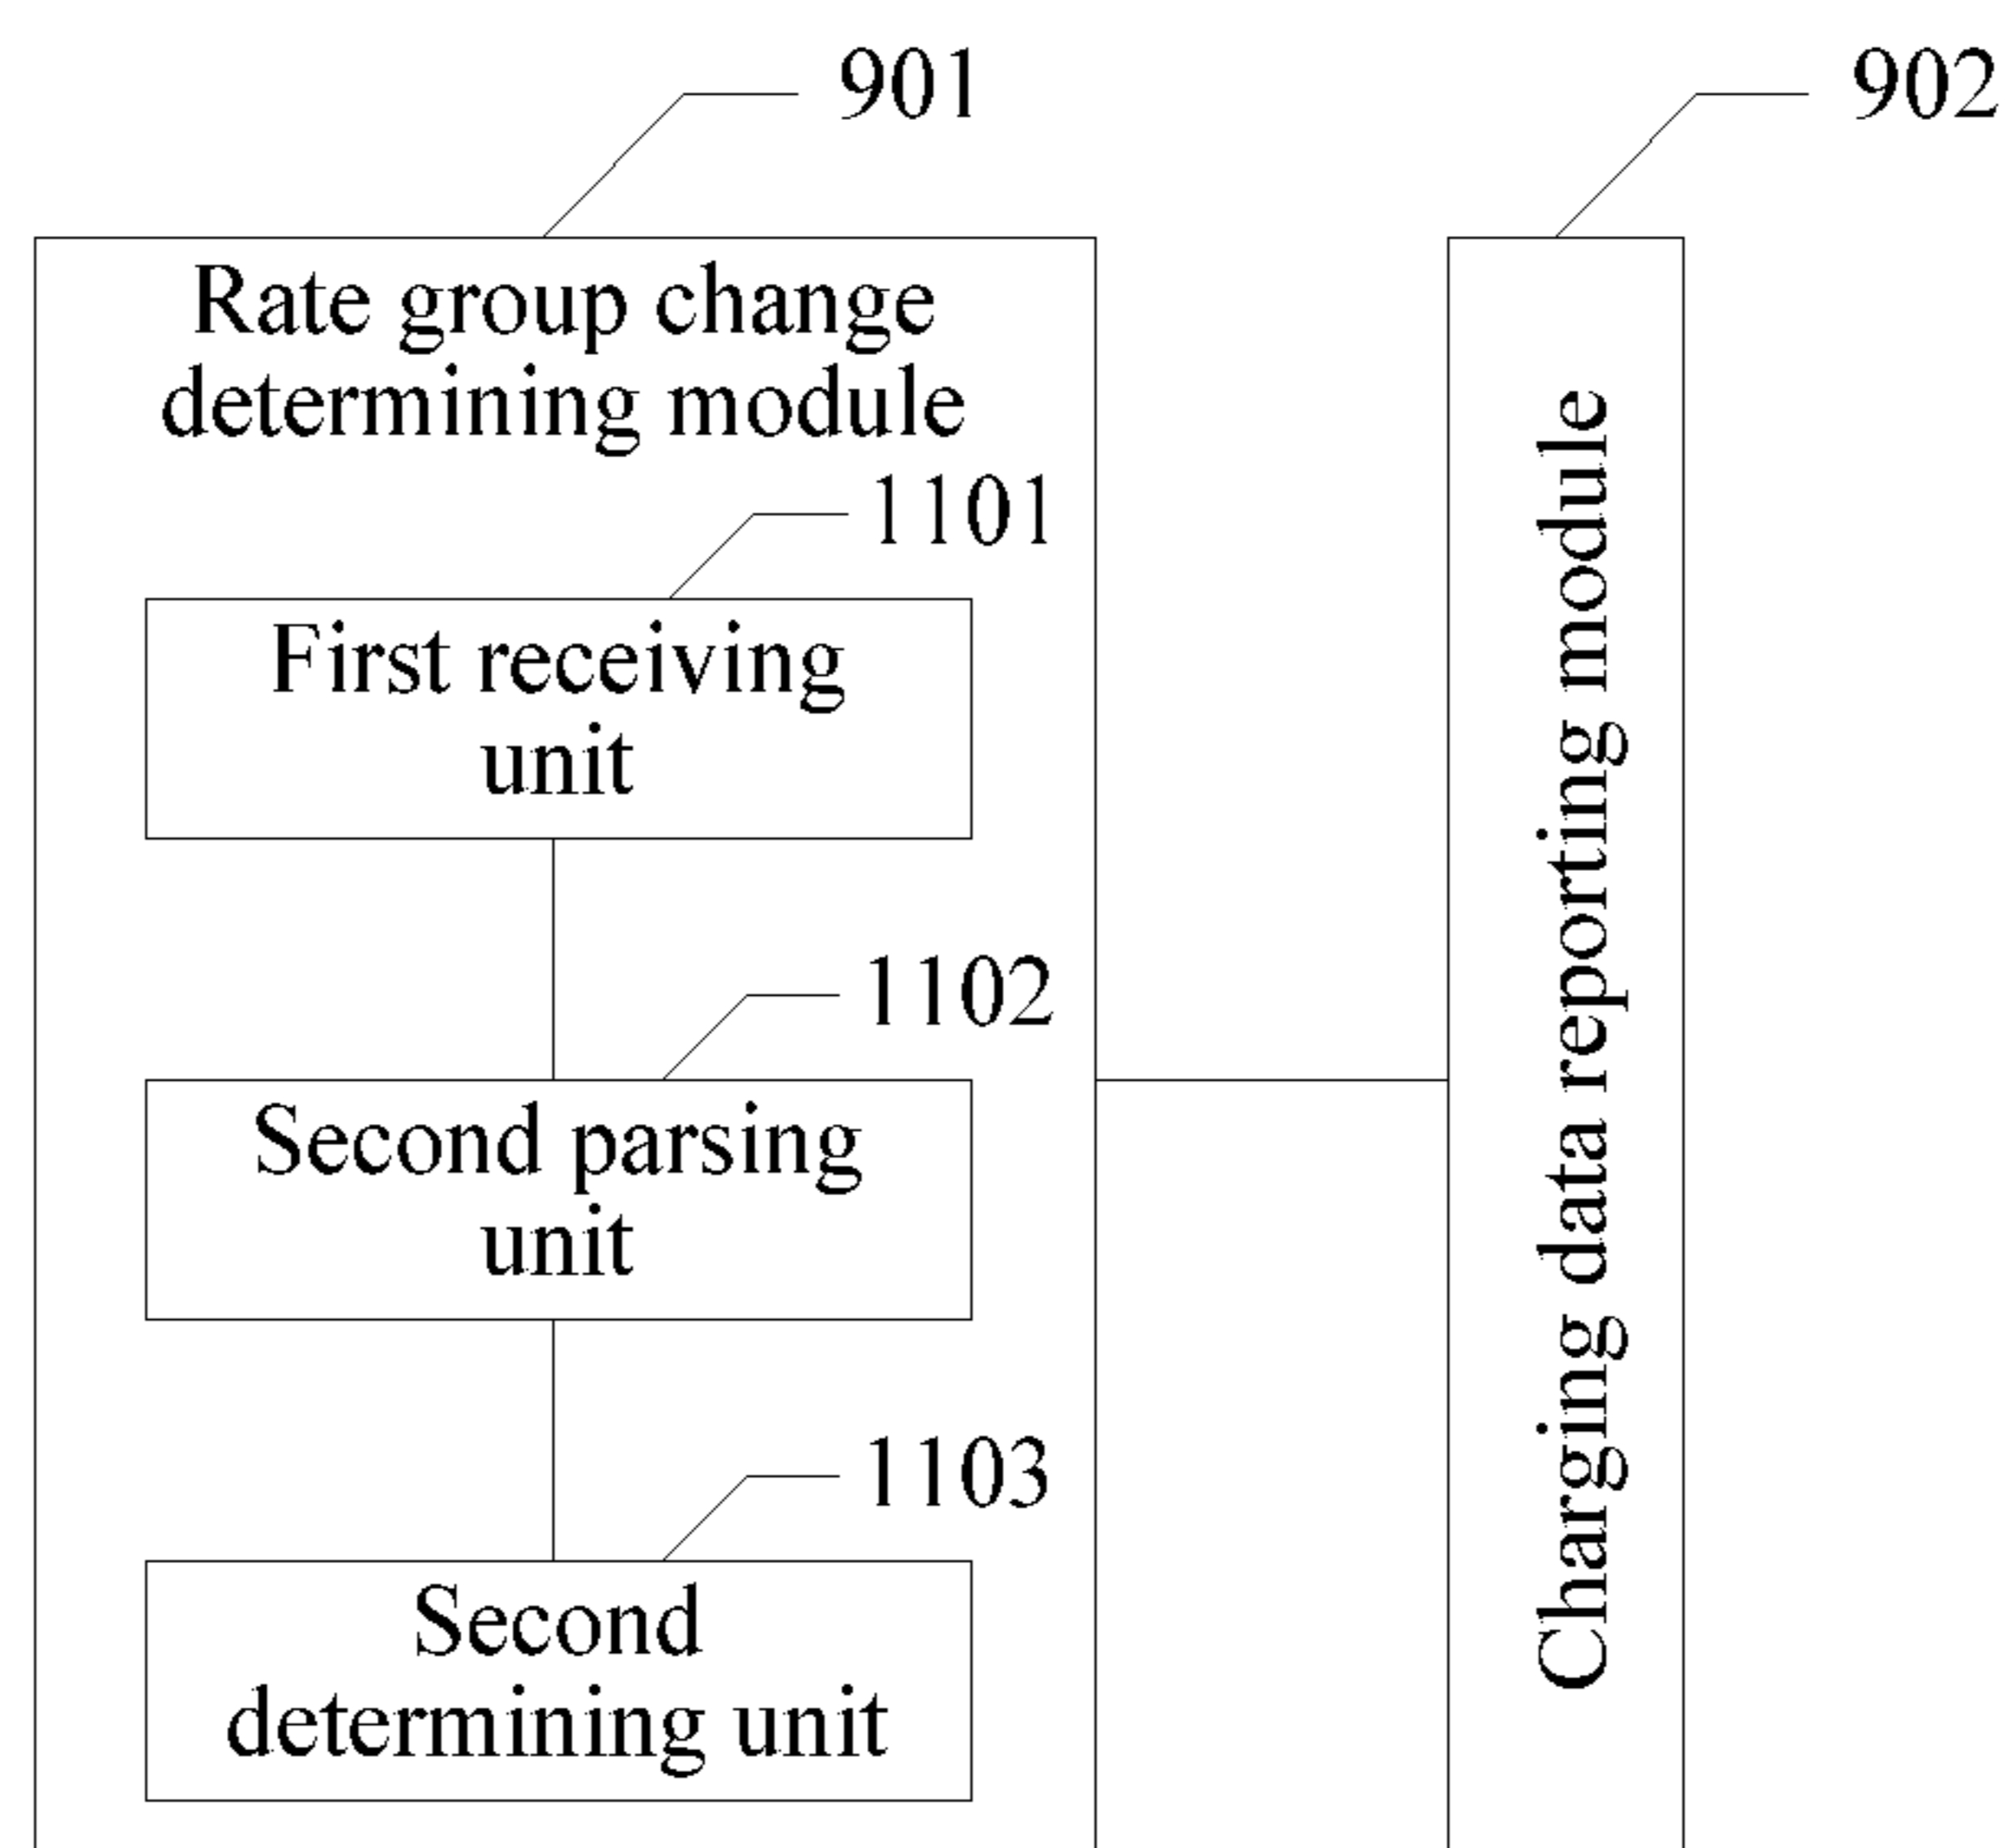 901
902
Rate group change
determining module
1101
First receiving
unit
1102
Second parsing
unit
1103
Second
determining unit
Charging data reporting module